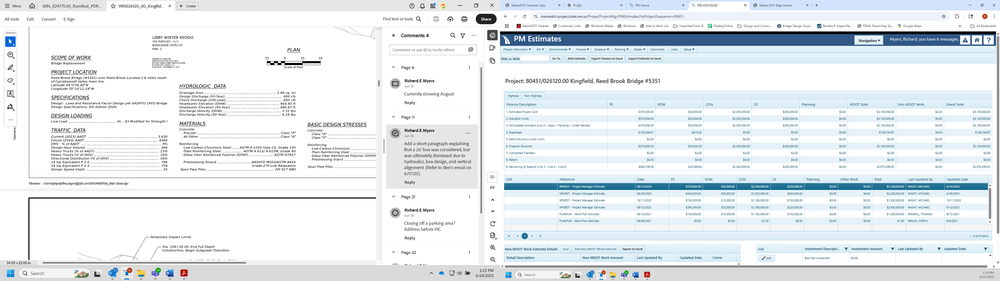 Menu
WIN_024775.00_Rumford_PDR...
WIN026120_00_Kingfiel...
Create
All tools
Edit
Convert
E-Sign
Find text or tools
Share
LIBBY WINTER KEOSKI
TAX MAP/LOT: 11/1
BOOK/PAGE:1879/137
POR: 1
DIVISION OF LAND FOR
ERIKA JOHNSON AND SETH PAGE
RECORD OWNER; LIBBY WINTER KEOSKIE
BY BOYNTON & PICKETT LLC
PLAN DATE - DECEMBER 27, 2021
PLAN
25 0 25 50
Scale of Feet
SCOPE OF WORK
Bridge Replacement
PROJECT LOCATION
Reed Brook Bridge (#5351) over Reed Brook Located 1.6 miles south
of Carrabassett Valley town line.
Latitude 45°0'36.40"N
Longitude 70°10'12.14"W
SPECIFICATIONS
Design: Load and Resistance Factor Design per AASHTO LRFD Bridge
Design Specifications, 9th Edition 2020.
DESIGN LOADING
Live Load ........ HL - 93 Modified for Strength I
TRAFFIC DATA
Current (2023) AADT ........ 3,630
Future (2043) AADT ........ 4360
DHV - % of AADT ........ 9%
Design Hour Volume ........ 366
Heavy Trucks (% of AADT) ........ 15%
Heavy Trucks (% of DHV) ........ 14%
Directional Distribution (% of DHV) ........ 56%
18 kip Equivalent P 2.0 ........ 796
18 kip Equivalent P 2.5 ........ 758
Design Speed (mph) ........ 55
HYDROLOGIC DATA
Drainage Area ........ 2.98 sq. mi
Design Discharge (50-Year) ........ 600 cfs
Check Discharge (100-year) ........ 695 cfs
Headwater Elevation (OHW) ........ 664.60 ft
Headwater Elevation (50-Year) ........ 666.67 ft
Discharge Velocity (OHW) ........ 2.31 fps
Discharge Velocity (50-Year) ........ 6.18 fps
MATERIALS
Concrete
Precast ........ Class "P"
All Other ........ Class "A"
Reinforcing
Low-Carbon Chromium Steel ...... ASTM A 1035 Type CS, Grade 100
Plain Reinforcing Steel ........ ASTM A 615/ A 615M, Grade 60
Glass Fiber Reinforced Polymer (GFRP) ........ ASTM D7957
Prestressing Strand ........ AASHTO M203/ASTM A416
Grade 270 Low Relaxation
Spun Pipe Piles ........ API 5CT N80
BASIC DESIGN STRESSES
Concrete
Class "A" ........
Class "P" ........
Reinforcing
Low-Carbon Chromium ........
Plain Reinforcing Steel ........
Glass Fiber Reinforced Polymer (GFRP)
Prestressing Strand ........
Spun Pipe Piles ........
Username:
Filename: c:\bms\tyli-pw\jeffrey.legere@tylin.com\d0424609\Plan_Main Street.dgn
Temporary Impact Limits
Sta. 106+50.00, End Full Depth
Construction, Begin Subgrade Transition
34.00 x 22.00 in
Comments 4
Comment or use @ to invite others
Page 6 1
Richard.E.Myers
Jun 15
Currently showing August
Reply
Page 11 1
Richard.E.Myers
Jun 18
Add a short paragraph explaining
that a 26' box was considered, but
was ultimately dismissed due to
hydraulics, box design, and vertical
alignment. (Refer to Ben's email on
6/17/25).
Reply
Page 21 1
Richard.E.Myers
Jun 18
Closing off a parking area?
Address before PIC.
Reply
Page 22 1
20
89
Search
1:15 PM
6/24/2025
MaineDOT Intranet: Jobs
ProjEx
PM Home
PM-026120.00
Maine DOT Map Viewer
mainedot-projex.state.me.us/Projex/ProjectMgr/PMEstimates?strProjectSequence=80451
MaineDOT Intranet
Customize Links
Windows Media
Windows
Add to Wish List
Imported From IE
ESafetyOnline
Design and Constr...
Bridge Design Guid...
Bentley® InspectTe...
FEMA Flood Map Se...
Google Maps
All Bookmarks
PM Estimates
Navigation
Myers, Richard, you have 6 messages.
Project Information GIS Environmental Finance Schedule Planning Roster Comments Links Setup
PSN or WIN
Go To
Add Estimate
Export Finance to Excel
Export Estimate to Excel
Project: 80451/026120.00 Kingfield, Reed Brook Bridge #5351
Highway Non-Highway
Finance Description PE ROW CON CE Planning MDOT Total Non MDOT Work Grand Total
1. Estimated Project Cost $570,000.00 $30,000.00 $2,300,000.00 $200,000.00 $0.00 $3,100,000.00 $0.00 $3,100,000.00
2. Available Funds $570,000.00 $30,000.00 $2,300,000.00 $200,000.00 $0.00 $3,100,000.00 $0.00 $3,100,000.00
3. Anticipated Available (Line 2 + Appv + Pending + Under Review) $570,000.00 $30,000.00 $2,300,000.00 $200,000.00 $0.00 $3,100,000.00 $0.00 $3,100,000.00
4. Expended $129,290.61 $410.36 $0.00 $0.00 $0.00 $129,700.97 $0.00 $129,700.97
5. Deficit/Surplus (Line2-Line1) $0.00 $0.00 $0.00 $0.00 $0.00 $0.00 $0.00 $0.00
6. Program Amounts $570,000.00 $30,000.00 $2,300,000.00 $200,000.00 $0.00 $3,100,000.00 $0.00 $3,100,000.00
7. Completed Transfers $0.00 $0.00 $0.00 $0.00 $0.00 $0.00 $0.00 $0.00
8. Retent $0.00 $0.00 $0.00 $0.00 $0.00 $0.00 $0.00 $0.00
9. Remaining to Expend (Line 2 - Line 4 - Line 8) $440,709.39 $29,589.64 $2,300,000.00 $200,000.00 $0.00 $2,970,299.03 $0.00 $2,970,299.03
Edit Milestone Date PE ROW CON CE Planning Other Work Total Last Updated By Updated Date
XPMEST - Project Manager Estimate 08/14/2024 $570,000.00 $30,000.00 $2,300,000.00 $200,000.00 $0.00 $0.00 $3,100,000.00 WIGHT, MICHAEL 8/14/2024
XPMEST - Project Manager Estimate 08/29/2023 $440,000.00 $30,000.00 $1,530,000.00 $200,000.00 $0.00 $0.00 $2,200,000.00 WIGHT, MICHAEL 8/29/2023
XPMEST - Project Manager Estimate 10/11/2022 $150,000.00 $15,000.00 $1,185,000.00 $150,000.00 $0.00 $0.00 $1,500,000.00 WIGHT, MICHAEL 10/11/2022
XPMEST - Project Manager Estimate 09/12/2022 $395,000.00 $25,000.00 $1,760,000.00 $220,000.00 $0.00 $0.00 $2,400,000.00 WIGHT, MICHAEL 9/12/2022
PLANFUN - Work Plan Estimate 09/15/2021 $150,000.00 $15,000.00 $1,185,000.00 $150,000.00 $0.00 $0.00 $1,500,000.00 FARWELL, THOMAS 9/15/2021
PLANFUN - Work Plan Estimate 09/08/2021 $0.00 $0.00 $1.00 $0.00 $0.00 $0.00 $1.00 PARLIN, CHERYL 9/8/2021
1
1 - 6 of 6 items
Non MDOT Work Estimate Details Save Add Non MDOT Work Estimate Export to Excel
Detail Description Non MDOT Work Amount Last Updated By Updated Date Delete
Edit Investment Descripti... Investment Amount Last Updated By Updated Date
Edit Bike Ped Investment $0.00
Search
1:15 PM
6/24/2025